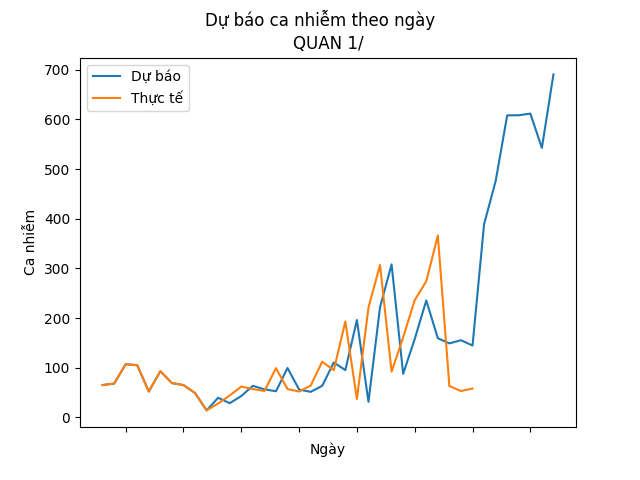 Dự báo ca nhiễm theo ngày
QUAN 1/
Dự báo
Thực tế
700
600
500
400
300
200
100
0
Ca nhiễm
Ngày